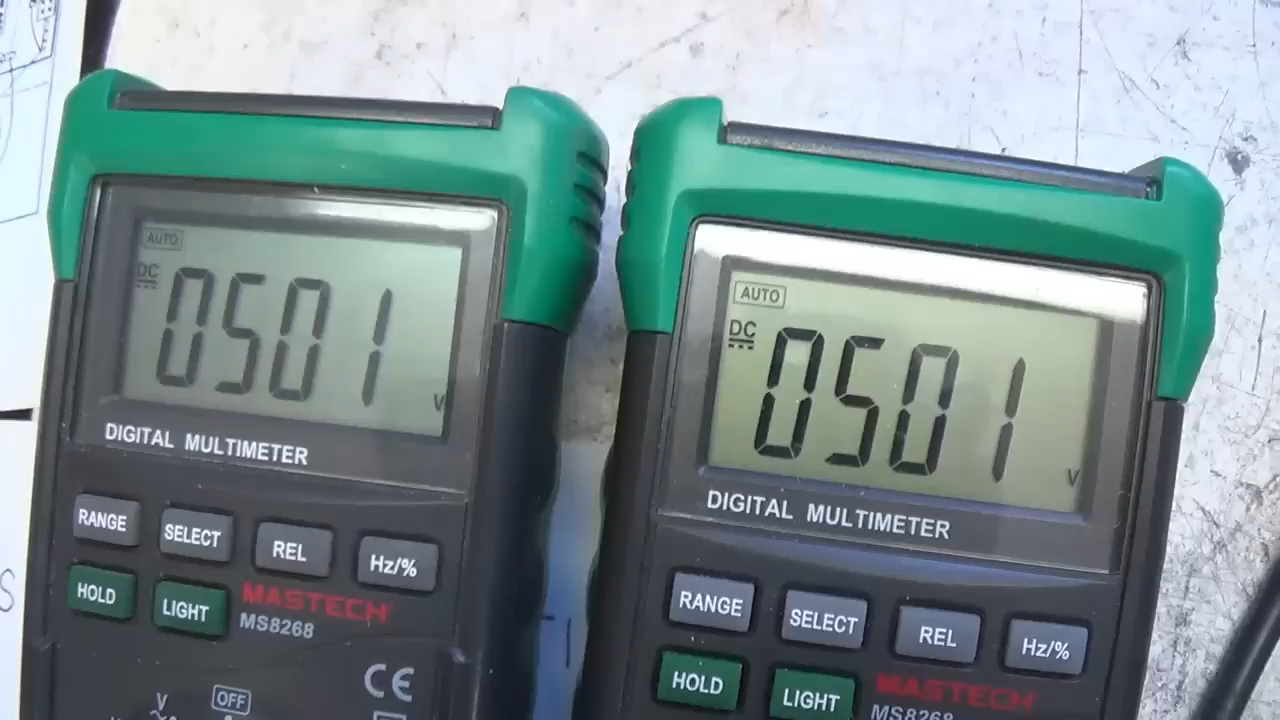 AUTO
DC
0501
V
DIGITAL MULTIMETER
RANGE
SELECT
REL
Hz/%
HOLD
LIGHT
MASTECH
MS8268
CE
OFF
V
AUTO
DC
0501
V
DIGITAL MULTIMETER
RANGE
SELECT
REL
Hz/%
HOLD
LIGHT
MASTECH
MS8268